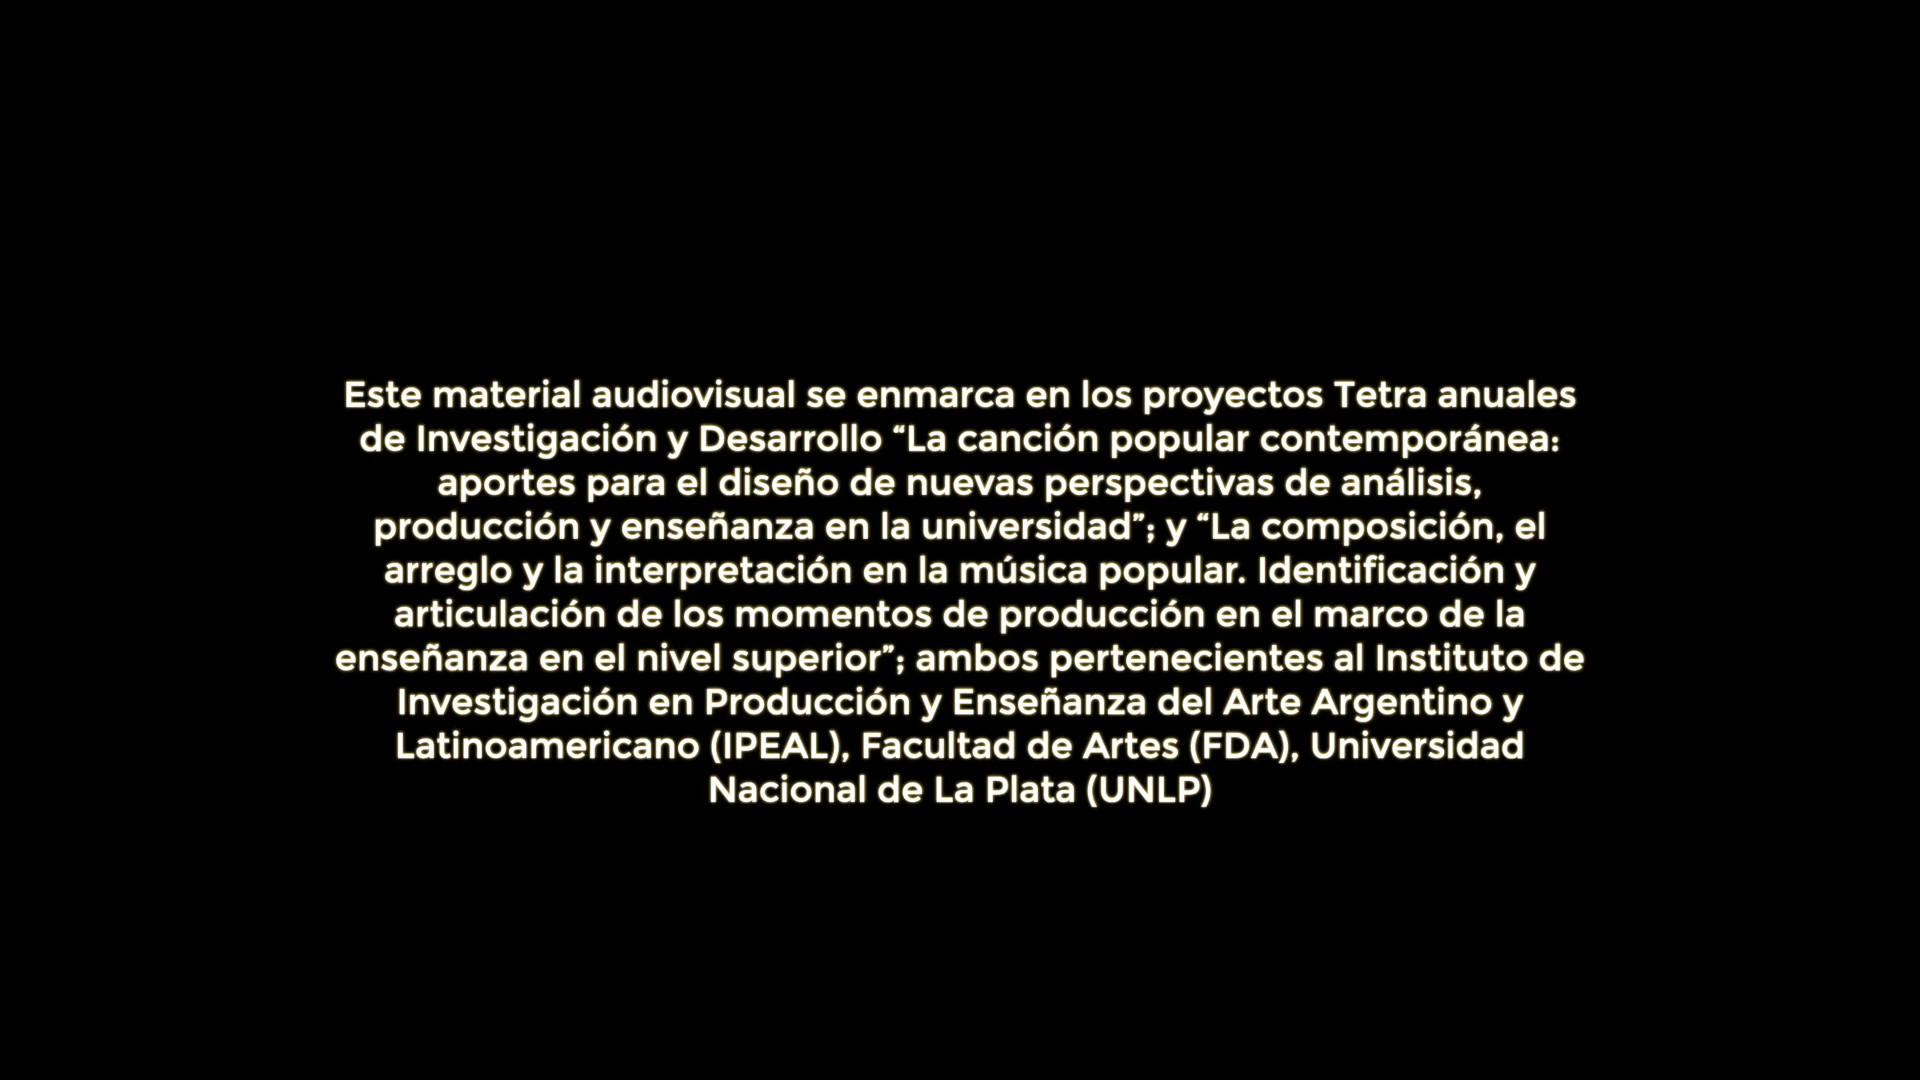 Este material audiovisual se enmarca en los proyectos Tetra anuales
de Investigación y Desarrollo “La canción popular contemporánea:
aportes para el diseño de nuevas perspectivas de análisis,
producción y enseñanza en la universidad”; y “La composición, el
arreglo y la interpretación en la música popular. Identificación y
articulación de los momentos de producción en el marco de la
enseñanza en el nivel superior”; ambos pertenecientes al Instituto de
Investigación en Producción y Enseñanza del Arte Argentino y
Latinoamericano (IPEAL), Facultad de Artes (FDA), Universidad
Nacional de La Plata (UNLP)